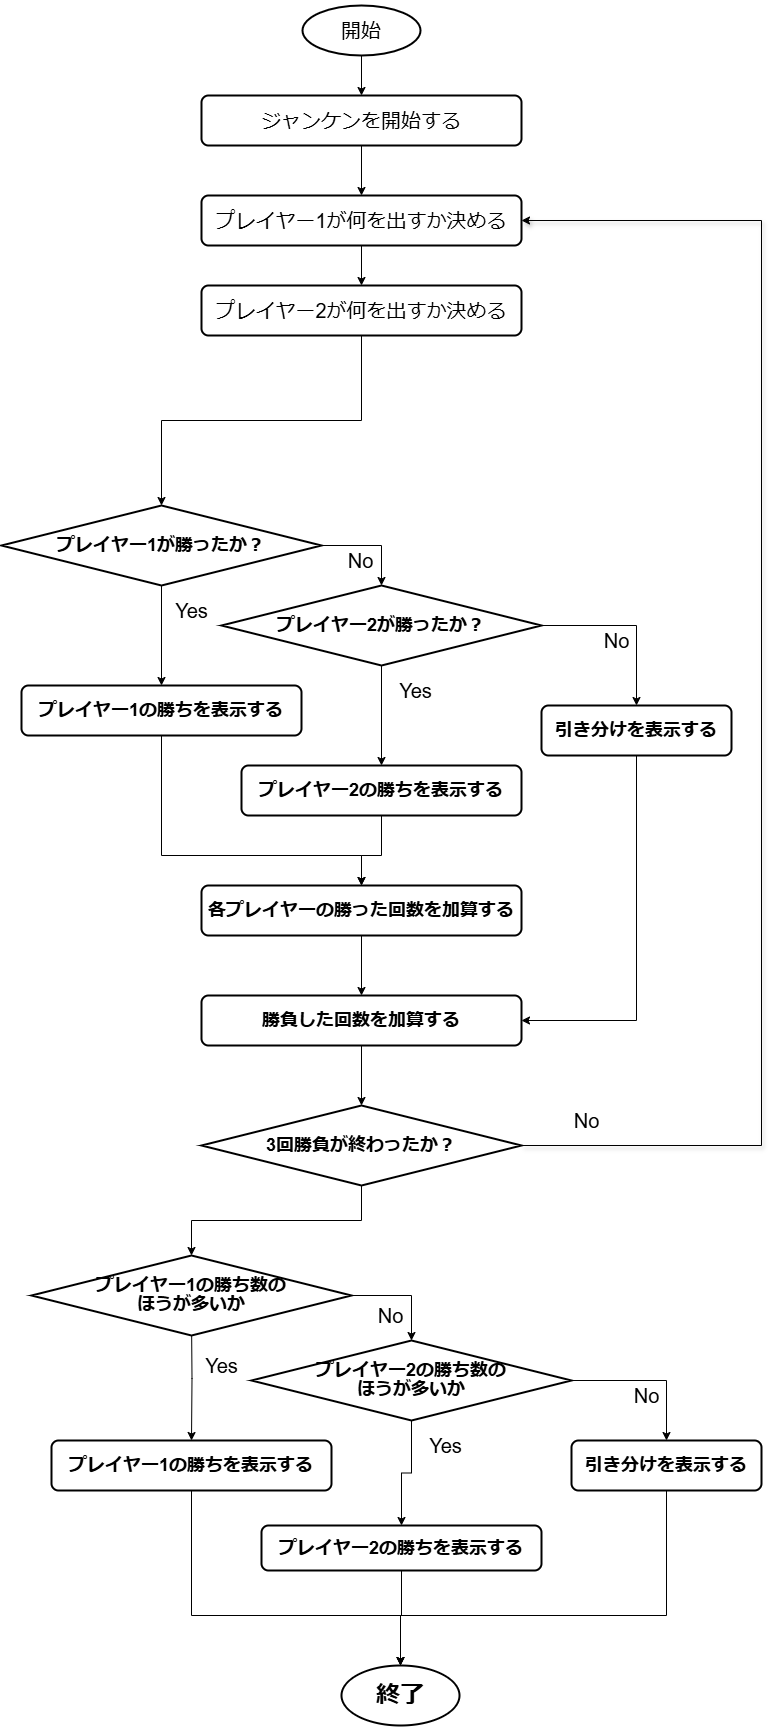 開始
ジャンケンを開始する
プレイヤー1が何を出すか決める
プレイヤー2が何を出すか決める
プレイヤー1が勝ったか？
No
Yes
プレイヤー2が勝ったか？
No
Yes
プレイヤー1の勝ちを表示する
引き分けを表示する
プレイヤー2の勝ちを表示する
各プレイヤーの勝った回数を加算する
勝負した回数を加算する
No
3回勝負が終わったか？
プレイヤー1の勝ち数の
ほうが多いか
No
Yes
プレイヤー2の勝ち数の
ほうが多いか
No
Yes
プレイヤー1の勝ちを表示する
引き分けを表示する
プレイヤー2の勝ちを表示する
終了